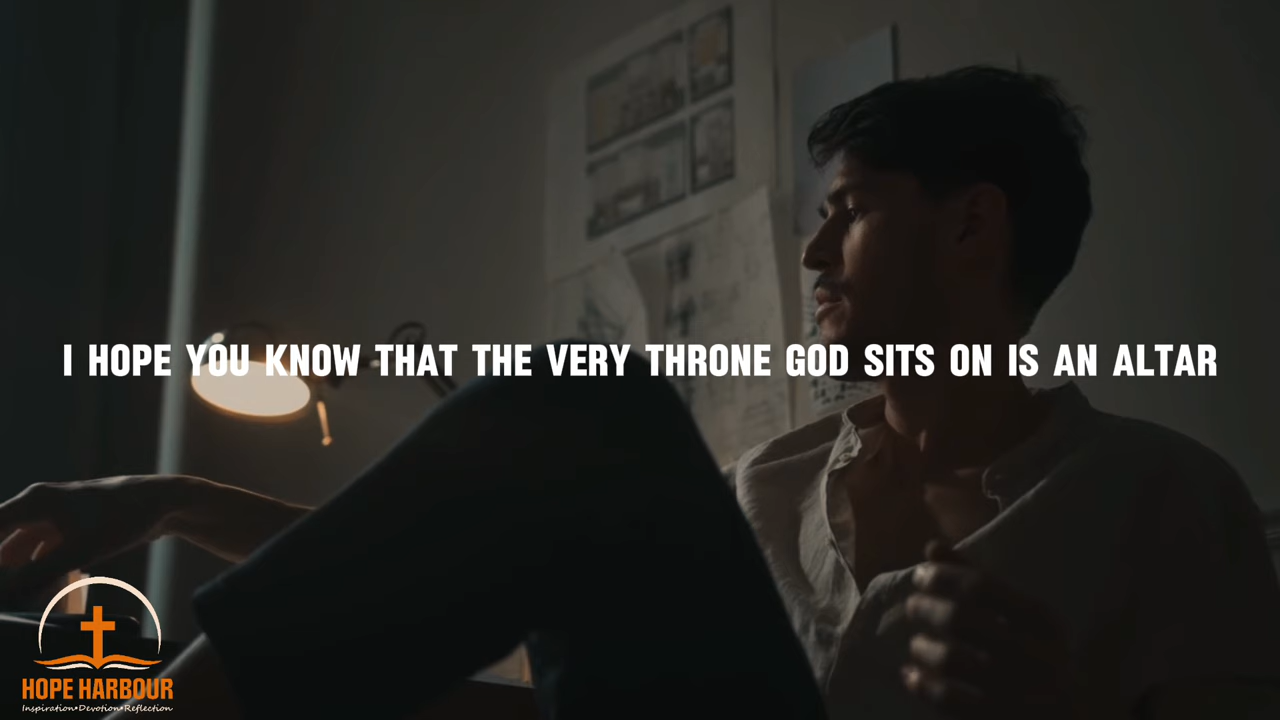 I HOPE YOU KNOW THAT THE VERY THRONE GOD SITS ON IS AN ALTAR
HOPE HARBOUR
Inspiration•Devotion•Reflection